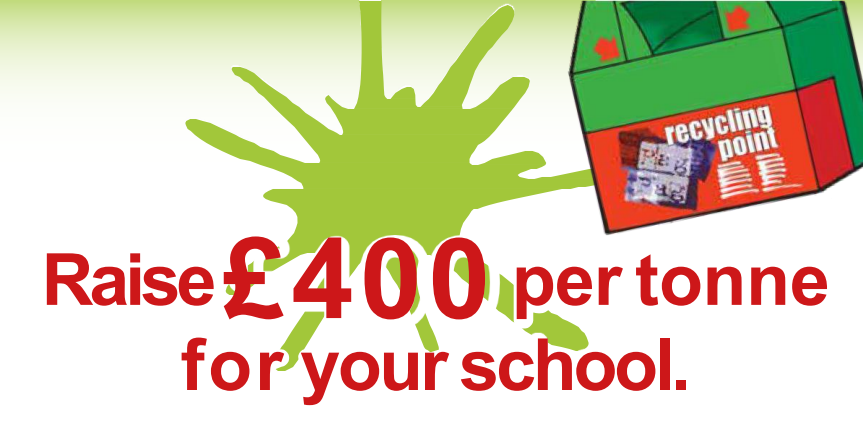 recycling
point
Raise £400 per tonne
for your school.